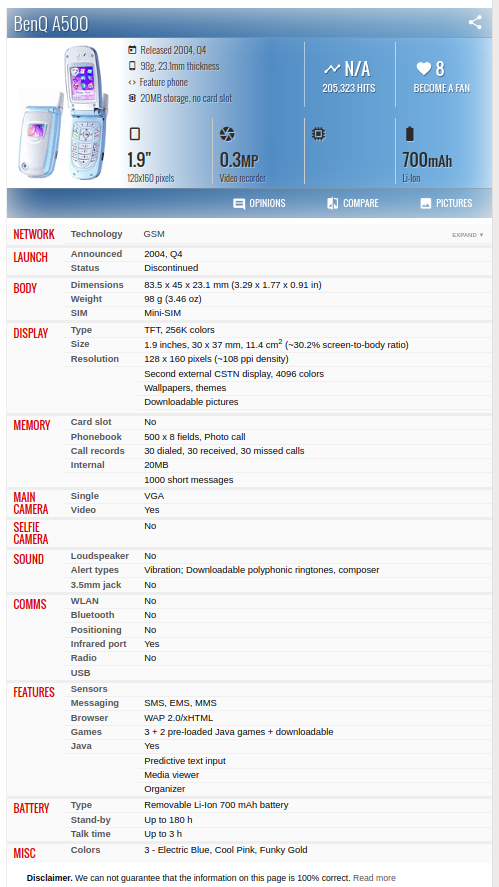 BenQ A500
Released 2004, Q4
98g, 23.1mm thickness
Feature phone
20MB storage, no card slot
N/A
205,323 HITS
8
BECOME A FAN
1.9"
128x160 pixels
0.3MP
Video recorder
700mAh
Li-Ion
OPINIONS
COMPARE
PICTURES
NETWORK Technology GSM EXPAND ▼
LAUNCH Announced 2004, Q4
Status Discontinued
BODY Dimensions 83.5 x 45 x 23.1 mm (3.29 x 1.77 x 0.91 in)
Weight 98 g (3.46 oz)
SIM Mini-SIM
DISPLAY Type TFT, 256K colors
Size 1.9 inches, 30 x 37 mm, 11.4 cm² (~30.2% screen-to-body ratio)
Resolution 128 x 160 pixels (~108 ppi density)
Second external CSTN display, 4096 colors
Wallpapers, themes
Downloadable pictures
MEMORY Card slot No
Phonebook 500 x 8 fields, Photo call
Call records 30 dialed, 30 received, 30 missed calls
Internal 20MB
1000 short messages
MAIN CAMERA Single VGA
Video Yes
SELFIE CAMERA No
SOUND Loudspeaker No
Alert types Vibration; Downloadable polyphonic ringtones, composer
3.5mm jack No
COMMS WLAN No
Bluetooth No
Positioning No
Infrared port Yes
Radio No
USB
FEATURES Sensors
Messaging SMS, EMS, MMS
Browser WAP 2.0/xHTML
Games 3 + 2 pre-loaded Java games + downloadable
Java Yes
Predictive text input
Media viewer
Organizer
BATTERY Type Removable Li-Ion 700 mAh battery
Stand-by Up to 180 h
Talk time Up to 3 h
MISC Colors 3 - Electric Blue, Cool Pink, Funky Gold
Disclaimer. We can not guarantee that the information on this page is 100% correct. Read more